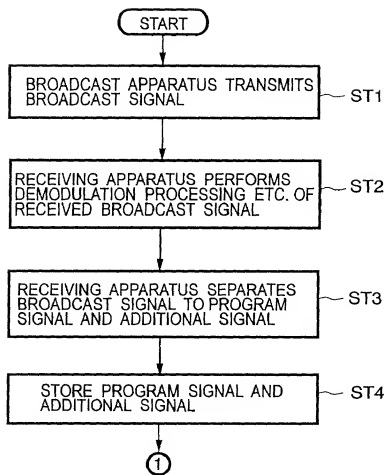 START
BROADCAST APPARATUS TRANSMITS
BROADCAST SIGNAL
ST1
RECEIVING APPARATUS PERFORMS
DEMODULATION PROCESSING ETC. OF
RECEIVED BROADCAST SIGNAL
ST2
RECEIVING APPARATUS SEPARATES
BROADCAST SIGNAL TO PROGRAM
SIGNAL AND ADDITIONAL SIGNAL
ST3
STORE PROGRAM SIGNAL AND
ADDITIONAL SIGNAL
ST4
1